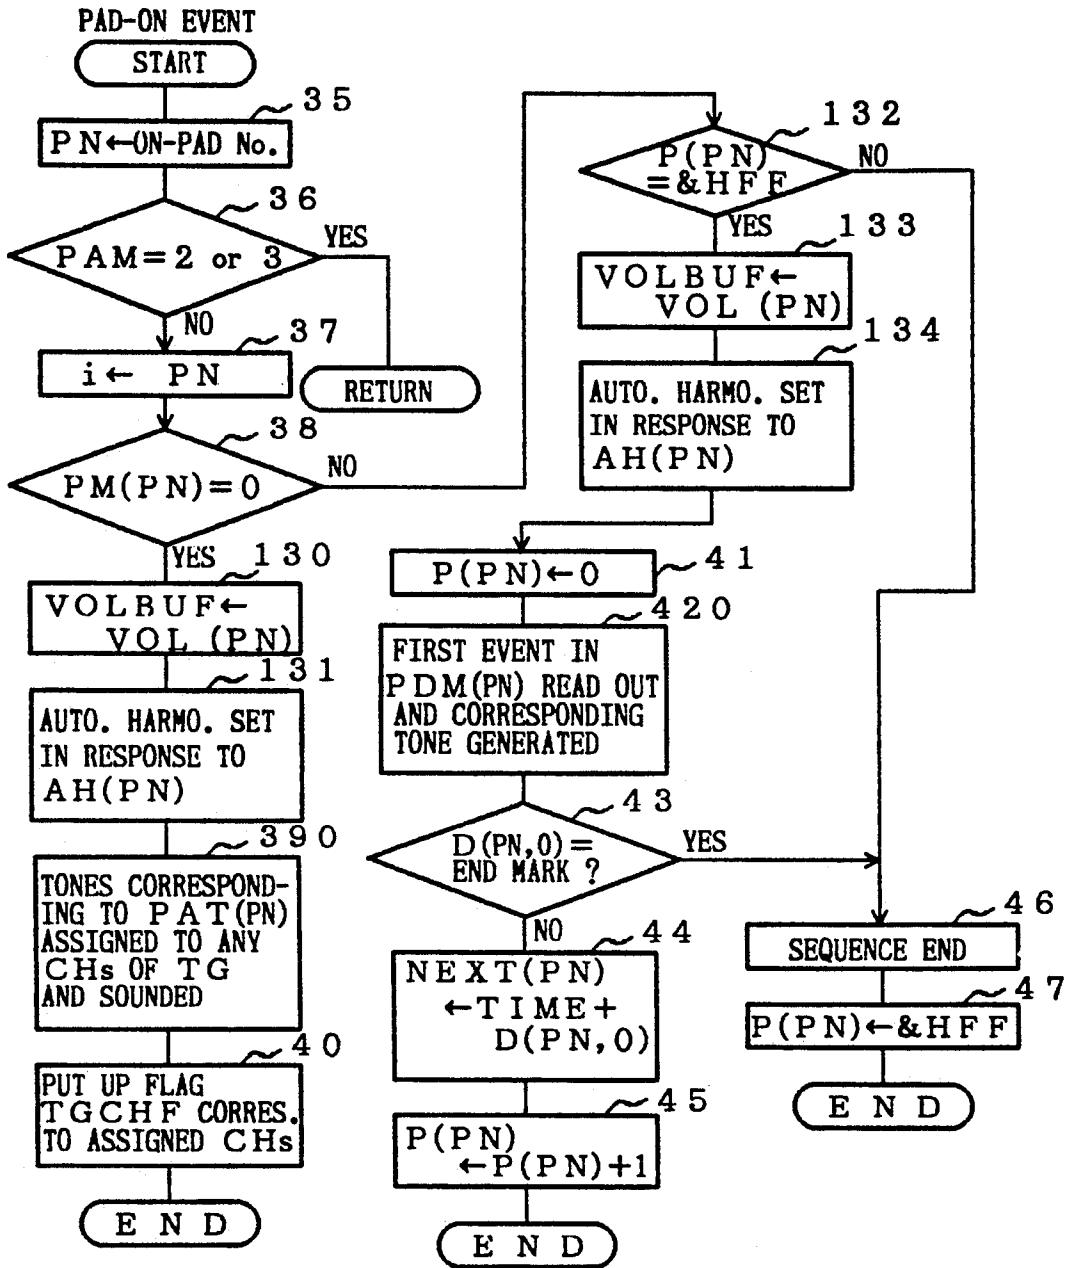 PAD-ON EVENT
START
35
PN←ON-PAD No.
36
PAM=2 or 3
YES
NO
37
i← PN
RETURN
38
PM(PN)=0
NO
YES
130
VOLBUF←
VOL (PN)
131
AUTO. HARMO. SET
IN RESPONSE TO
AH(PN)
390
TONES CORRESPOND-
ING TO PAT(PN)
ASSIGNED TO ANY
CHs OF TG
AND SOUNDED
40
PUT UP FLAG
TGCHF CORRES.
TO ASSIGNED CHs
END
132
P(PN)
=&HFF
NO
YES
133
VOLBUF←
VOL (PN)
134
AUTO. HARMO. SET
IN RESPONSE TO
AH(PN)
P(PN)←0
41
420
FIRST EVENT IN
PDM(PN) READ OUT
AND CORRESPONDING
TONE GENERATED
43
D(PN,0)=
END MARK ?
YES
NO
44
NEXT(PN)
←TIME+
D(PN,0)
45
P(PN)
←P(PN)+1
END
46
SEQUENCE END
47
P(PN)←&HFF
END